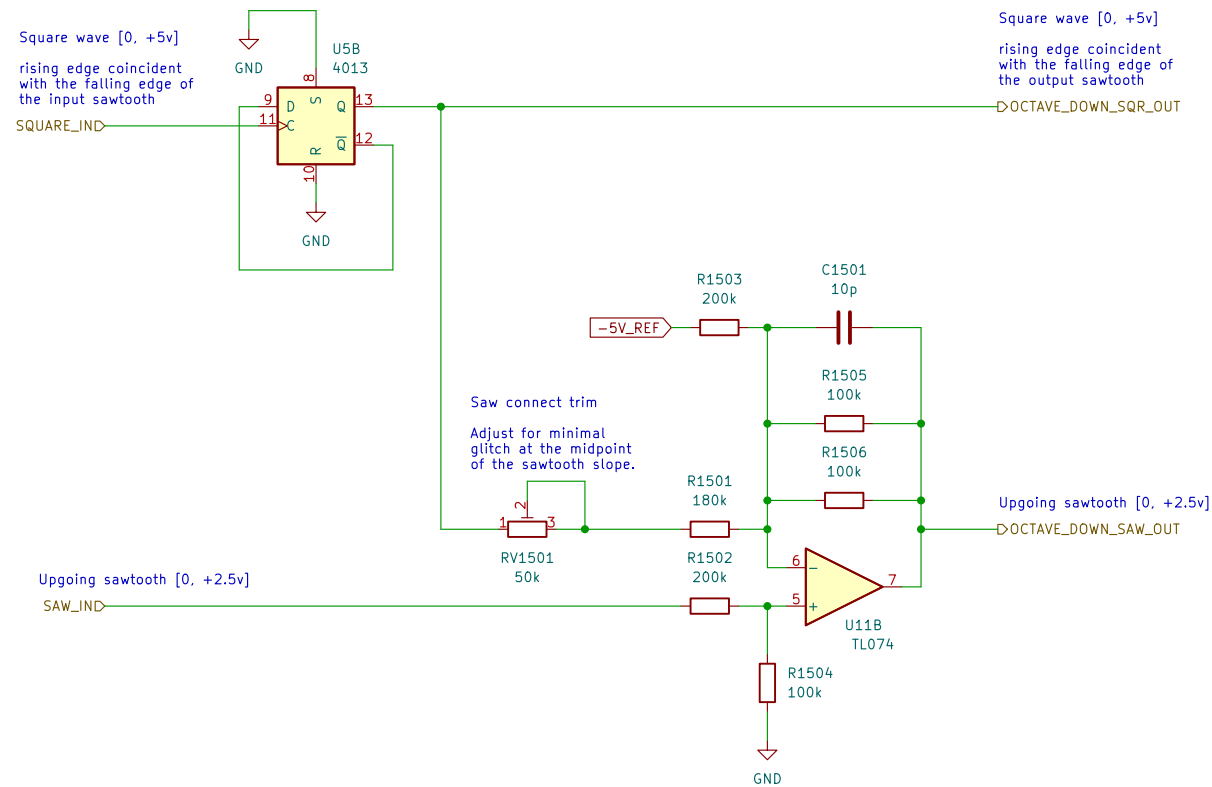 Square wave [0, +5v]
rising edge coincident
with the falling edge of
the input sawtooth
SQUARE_IN
GND
U5B
4013
8
S
9
D
Q
13
11
C
12
Q
R
10
GND
Square wave [0, +5v]
rising edge coincident
with the falling edge of
the output sawtooth
OCTAVE_DOWN_SQR_OUT
R1503
200k
C1501
10p
-5V_REF
R1505
100k
Saw connect trim
Adjust for minimal
glitch at the midpoint
of the sawtooth slope.
R1506
100k
R1501
180k
2
1
3
RV1501
50k
Upgoing sawtooth [0, +2.5v]
OCTAVE_DOWN_SAW_OUT
R1502
200k
6
-
7
5
+
U11B
TL074
Upgoing sawtooth [0, +2.5v]
SAW_IN
R1504
100k
GND